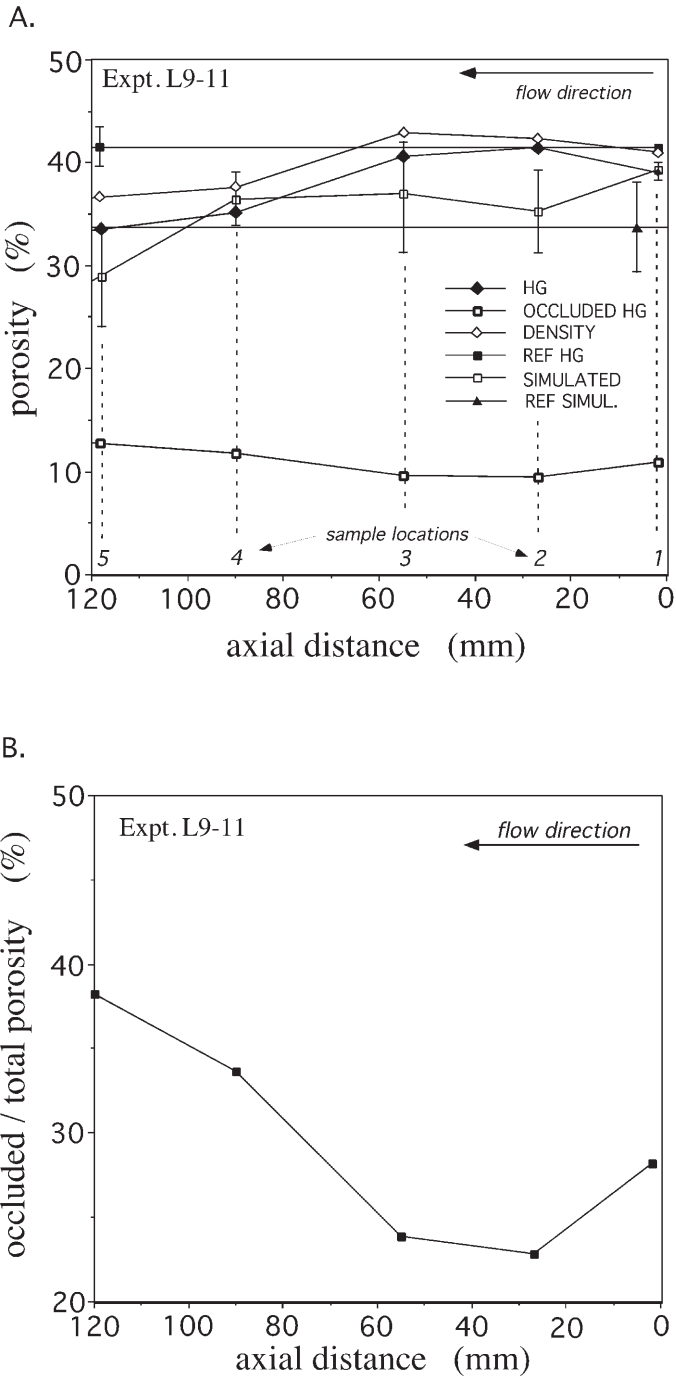 A.
50
Expt. L9-11
flow direction
40
30
HG
OCCLUDED HG
DENSITY
REF HG
SIMULATED
REF SIMUL.
20
10
sample locations
5 4 3 2 1
0
120 100 80 60 40 20 0
porosity (%)
axial distance (mm)
B.
50
Expt. L9-11
flow direction
40
30
20
120 100 80 60 40 20 0
occluded / total porosity (%)
axial distance (mm)